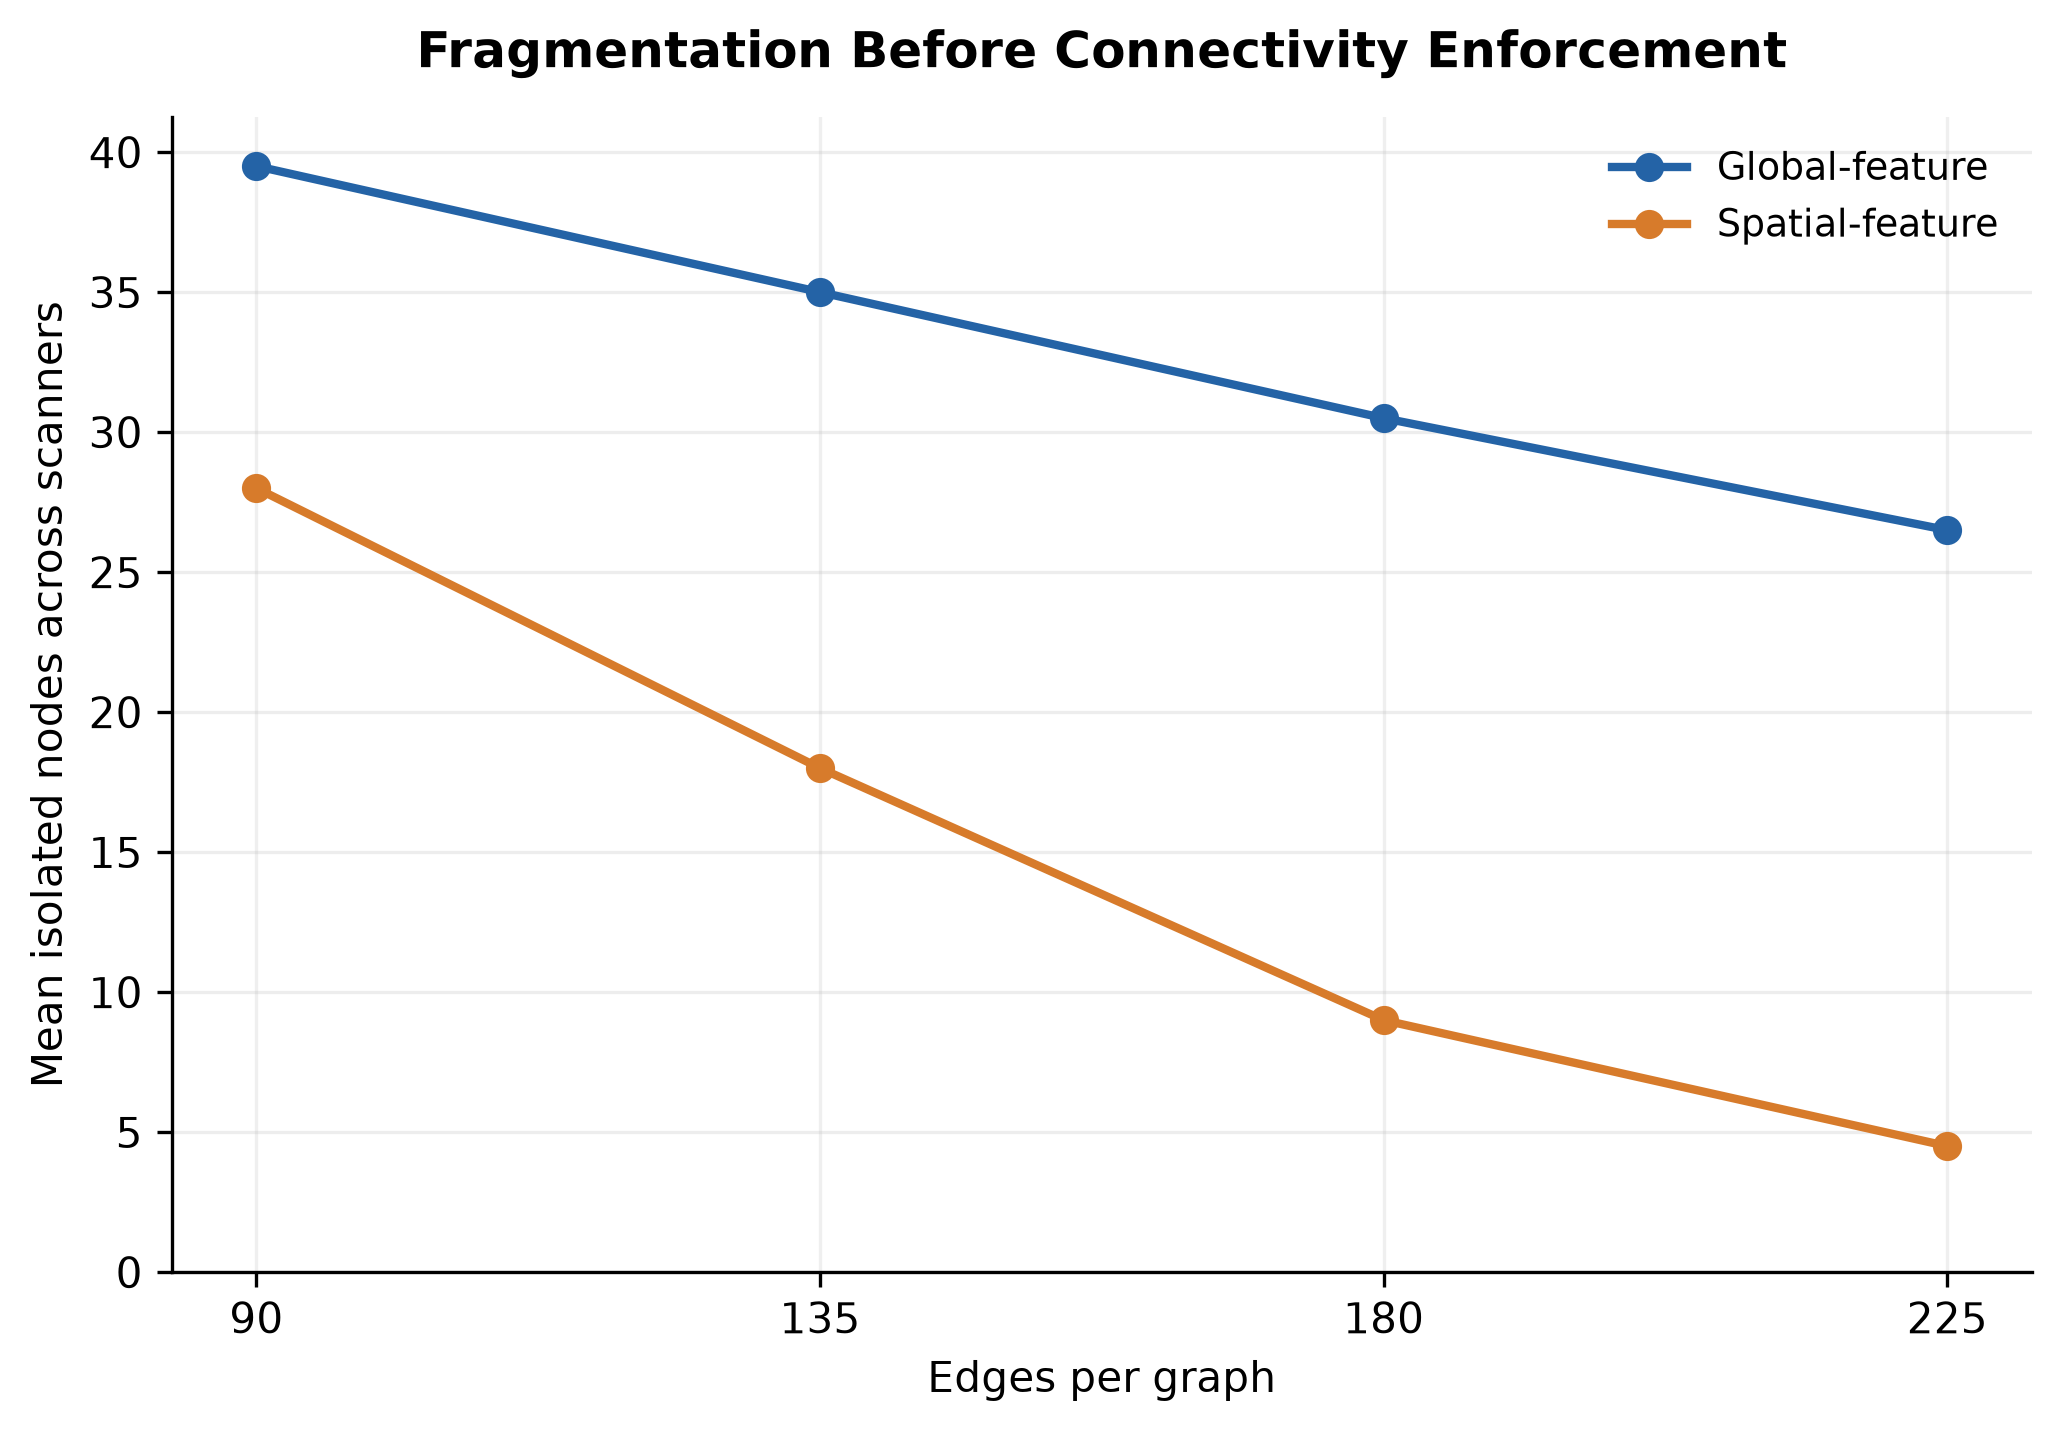 Fragmentation Before Connectivity Enforcement
Global-feature
Spatial-feature
Mean isolated nodes across scanners
40
35
30
25
20
15
10
5
0
90 135 180 225
Edges per graph